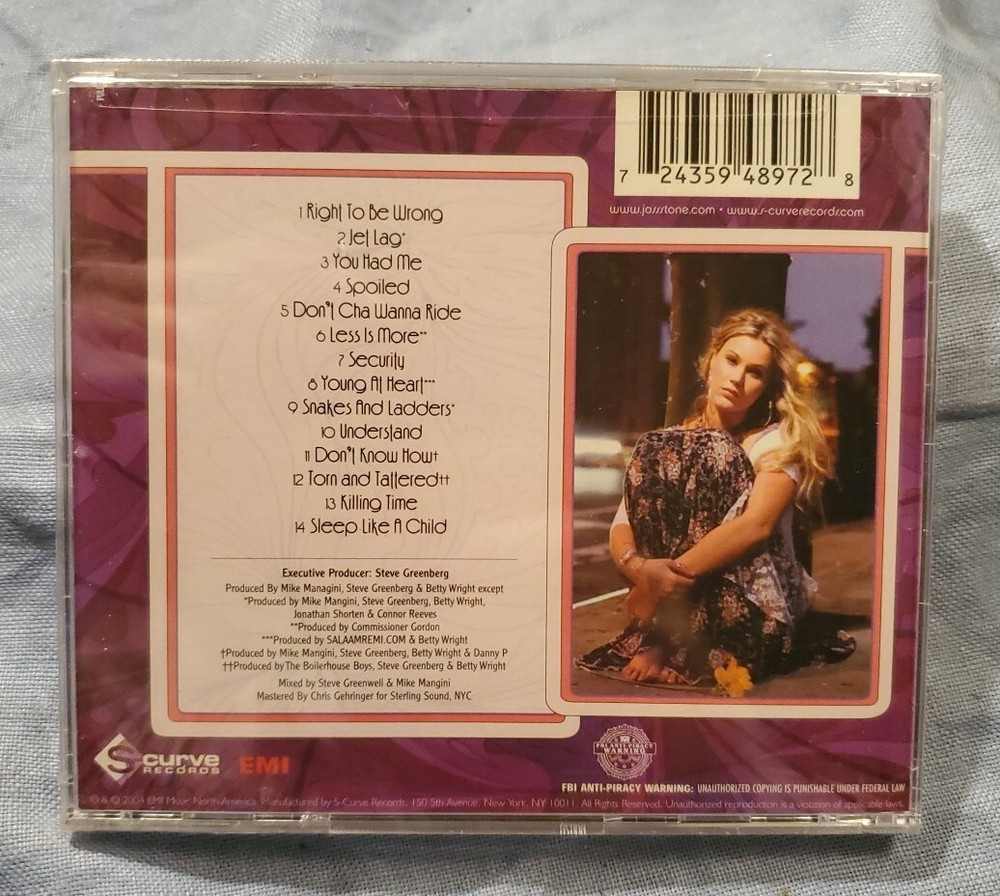 7 24359 48972 8
www.jossstone.com • www.s-curverecords.com
1 Right To Be Wrong
2 Jet Lag*
3 You Had Me
4 Spoiled
5 Don't Cha Wanna Ride
6 Less Is More**
7 Security
8 Young At Heart***
9 Snakes And Ladders*
10 Understand
11 Don't Know How†
12 Torn and Tattered††
13 Killing Time
14 Sleep Like A Child
Executive Producer: Steve Greenberg
Produced By Mike Managini, Steve Greenberg & Betty Wright except
*Produced by Mike Mangini, Steve Greenberg, Betty Wright,
Jonathan Shorten & Connor Reeves
**Produced by Commissioner Gordon
***Produced by SALAAMREMI.COM & Betty Wright
†Produced by Mike Mangini, Steve Greenberg, Betty Wright & Danny P
††Produced by The Boilerhouse Boys, Steve Greenberg & Betty Wright
Mixed by Steve Greenwell & Mike Mangini
Mastered By Chris Gehringer for Sterling Sound, NYC
S curve
RECORDS
EMI
FBI ANTI-PIRACY
WARNING
FBI ANTI-PIRACY WARNING: UNAUTHORIZED COPYING IS PUNISHABLE UNDER FEDERAL LAW
℗ & © 2004 EMI Music North America. Manufactured by S-Curve Records, 150 5th Avenue, New York, NY 10011. All Rights Reserved. Unauthorized reproduction is a violation of applicable laws.